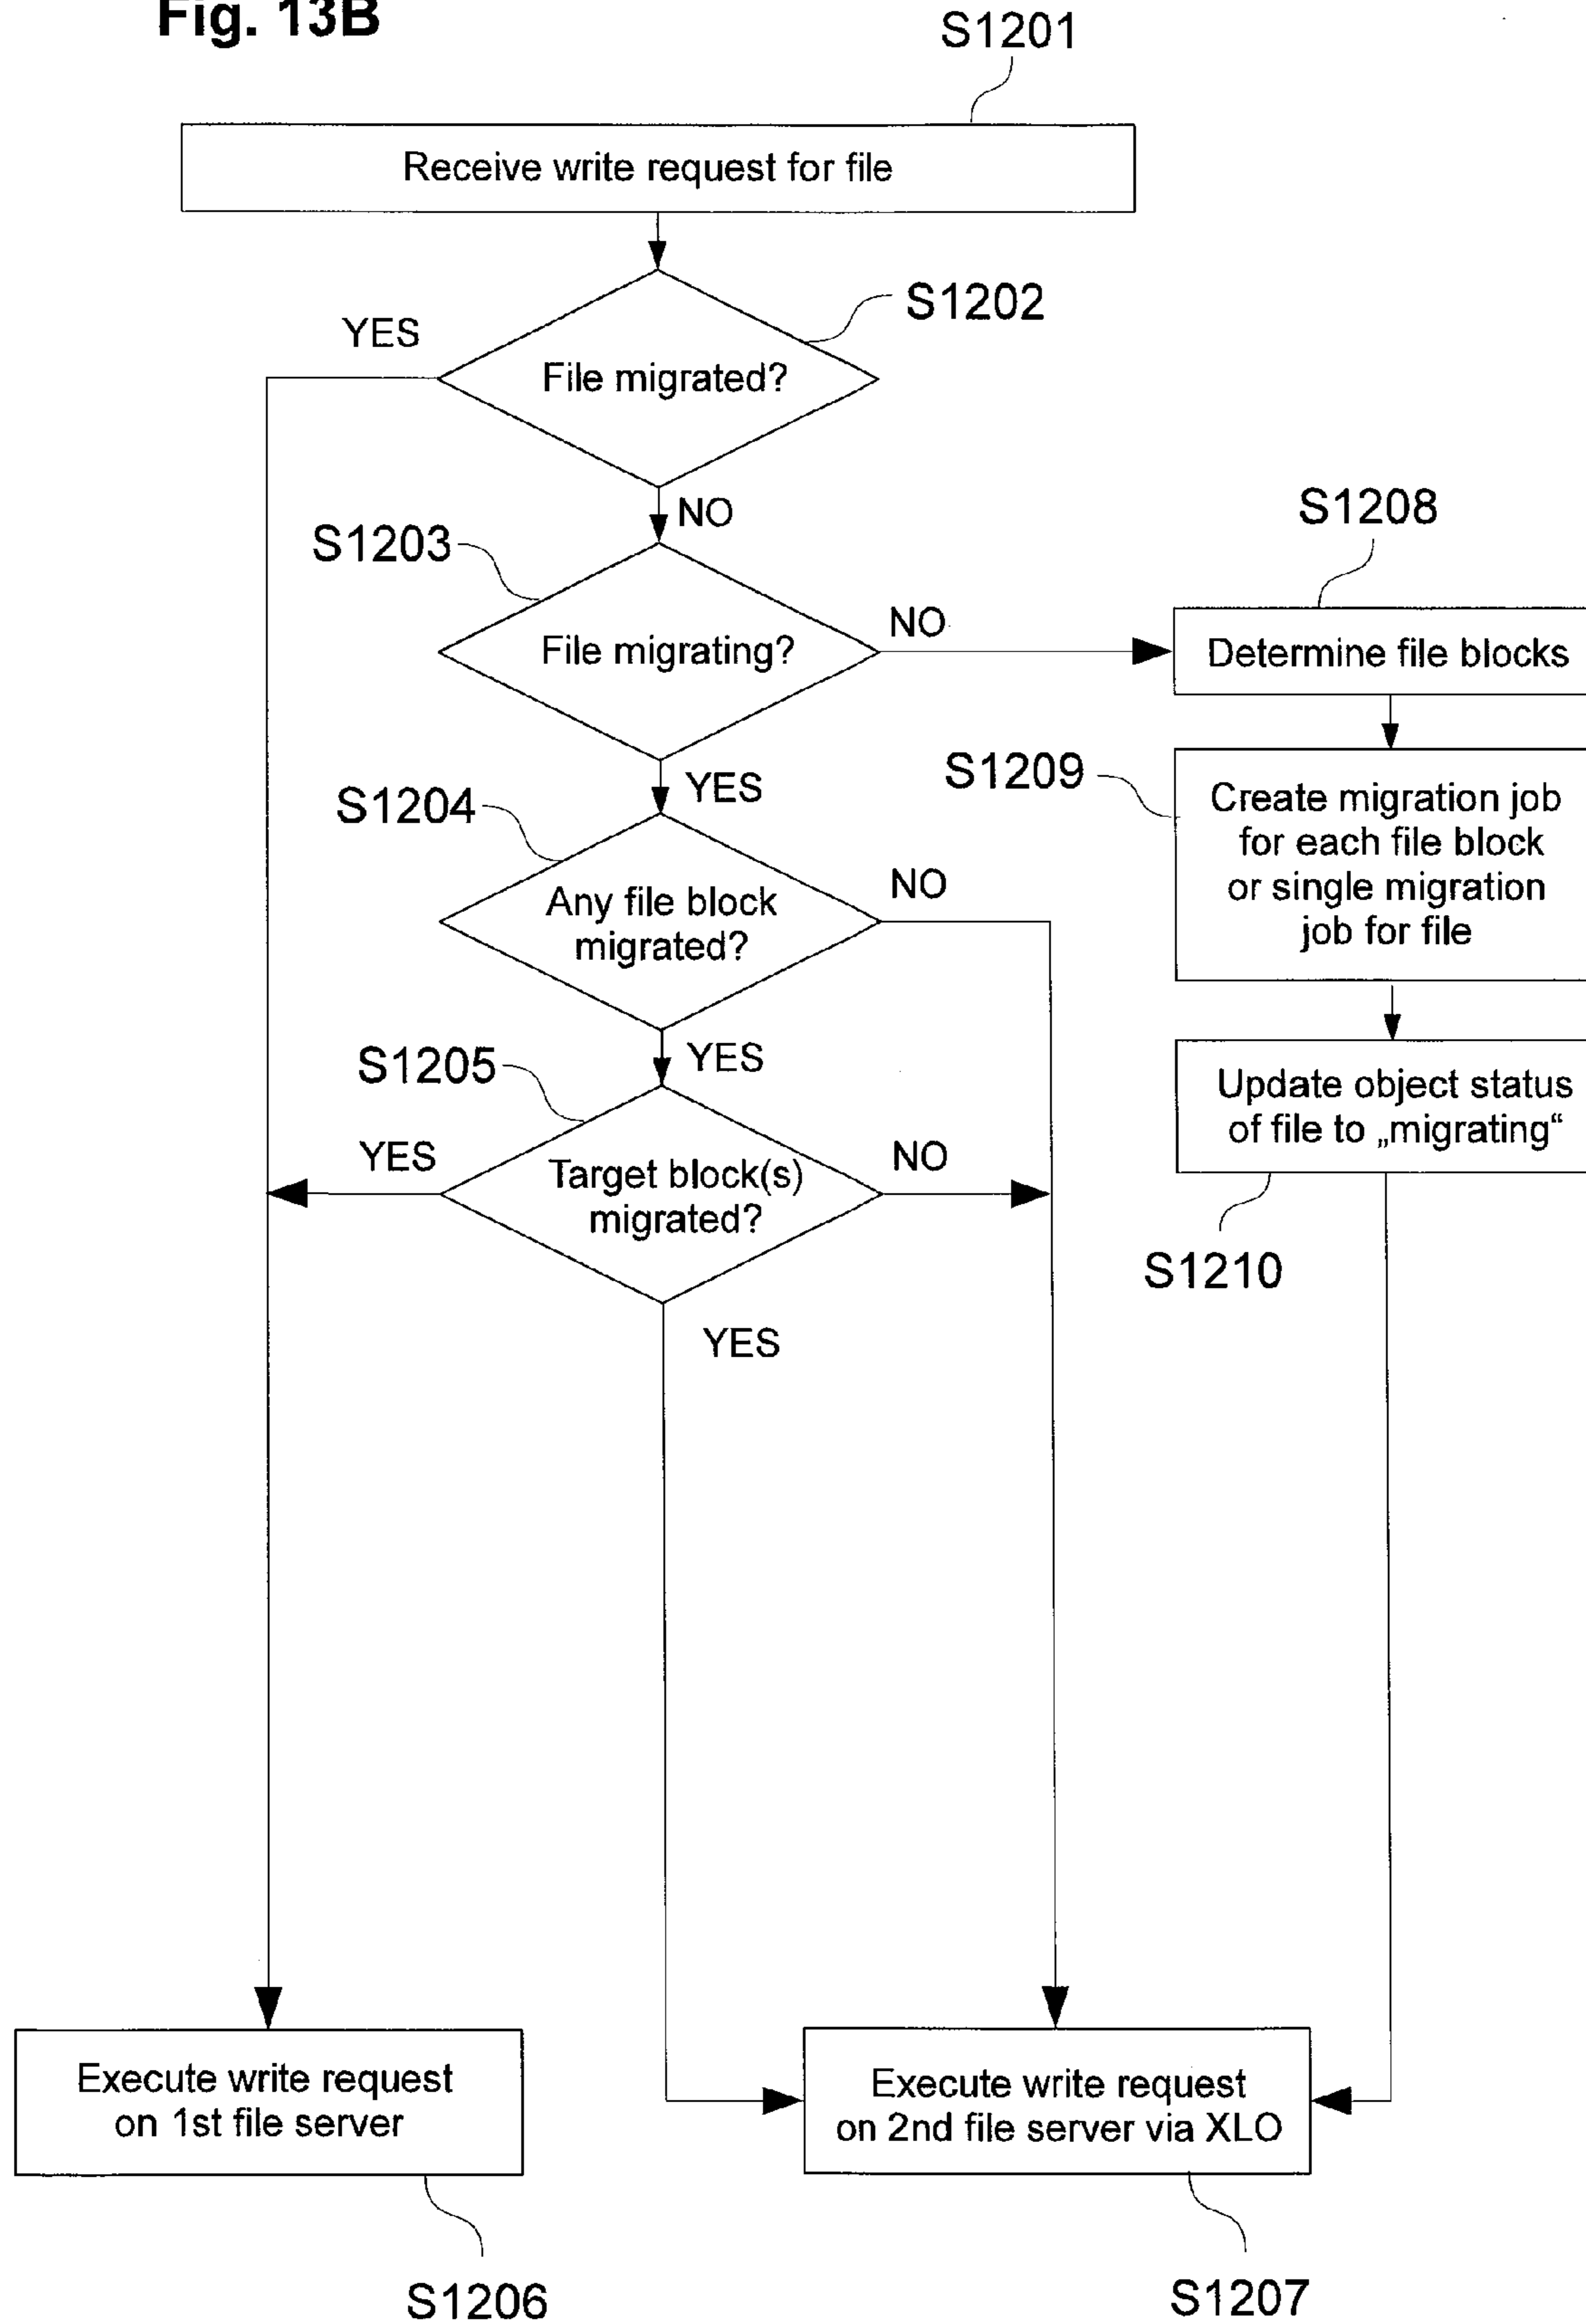 Fig. 13B
S1201
Receive write request for file
S1202
YES
File migrated?
NO
S1203
File migrating?
NO
S1208
Determine file blocks
YES
S1204
Any file block
migrated?
NO
S1209
Create migration job
for each file block
or single migration
job for file
YES
S1205
YES
Target block(s)
migrated?
NO
Update object status
of file to „migrating“
S1210
YES
Execute write request
on 1st file server
Execute write request
on 2nd file server via XLO
S1206
S1207